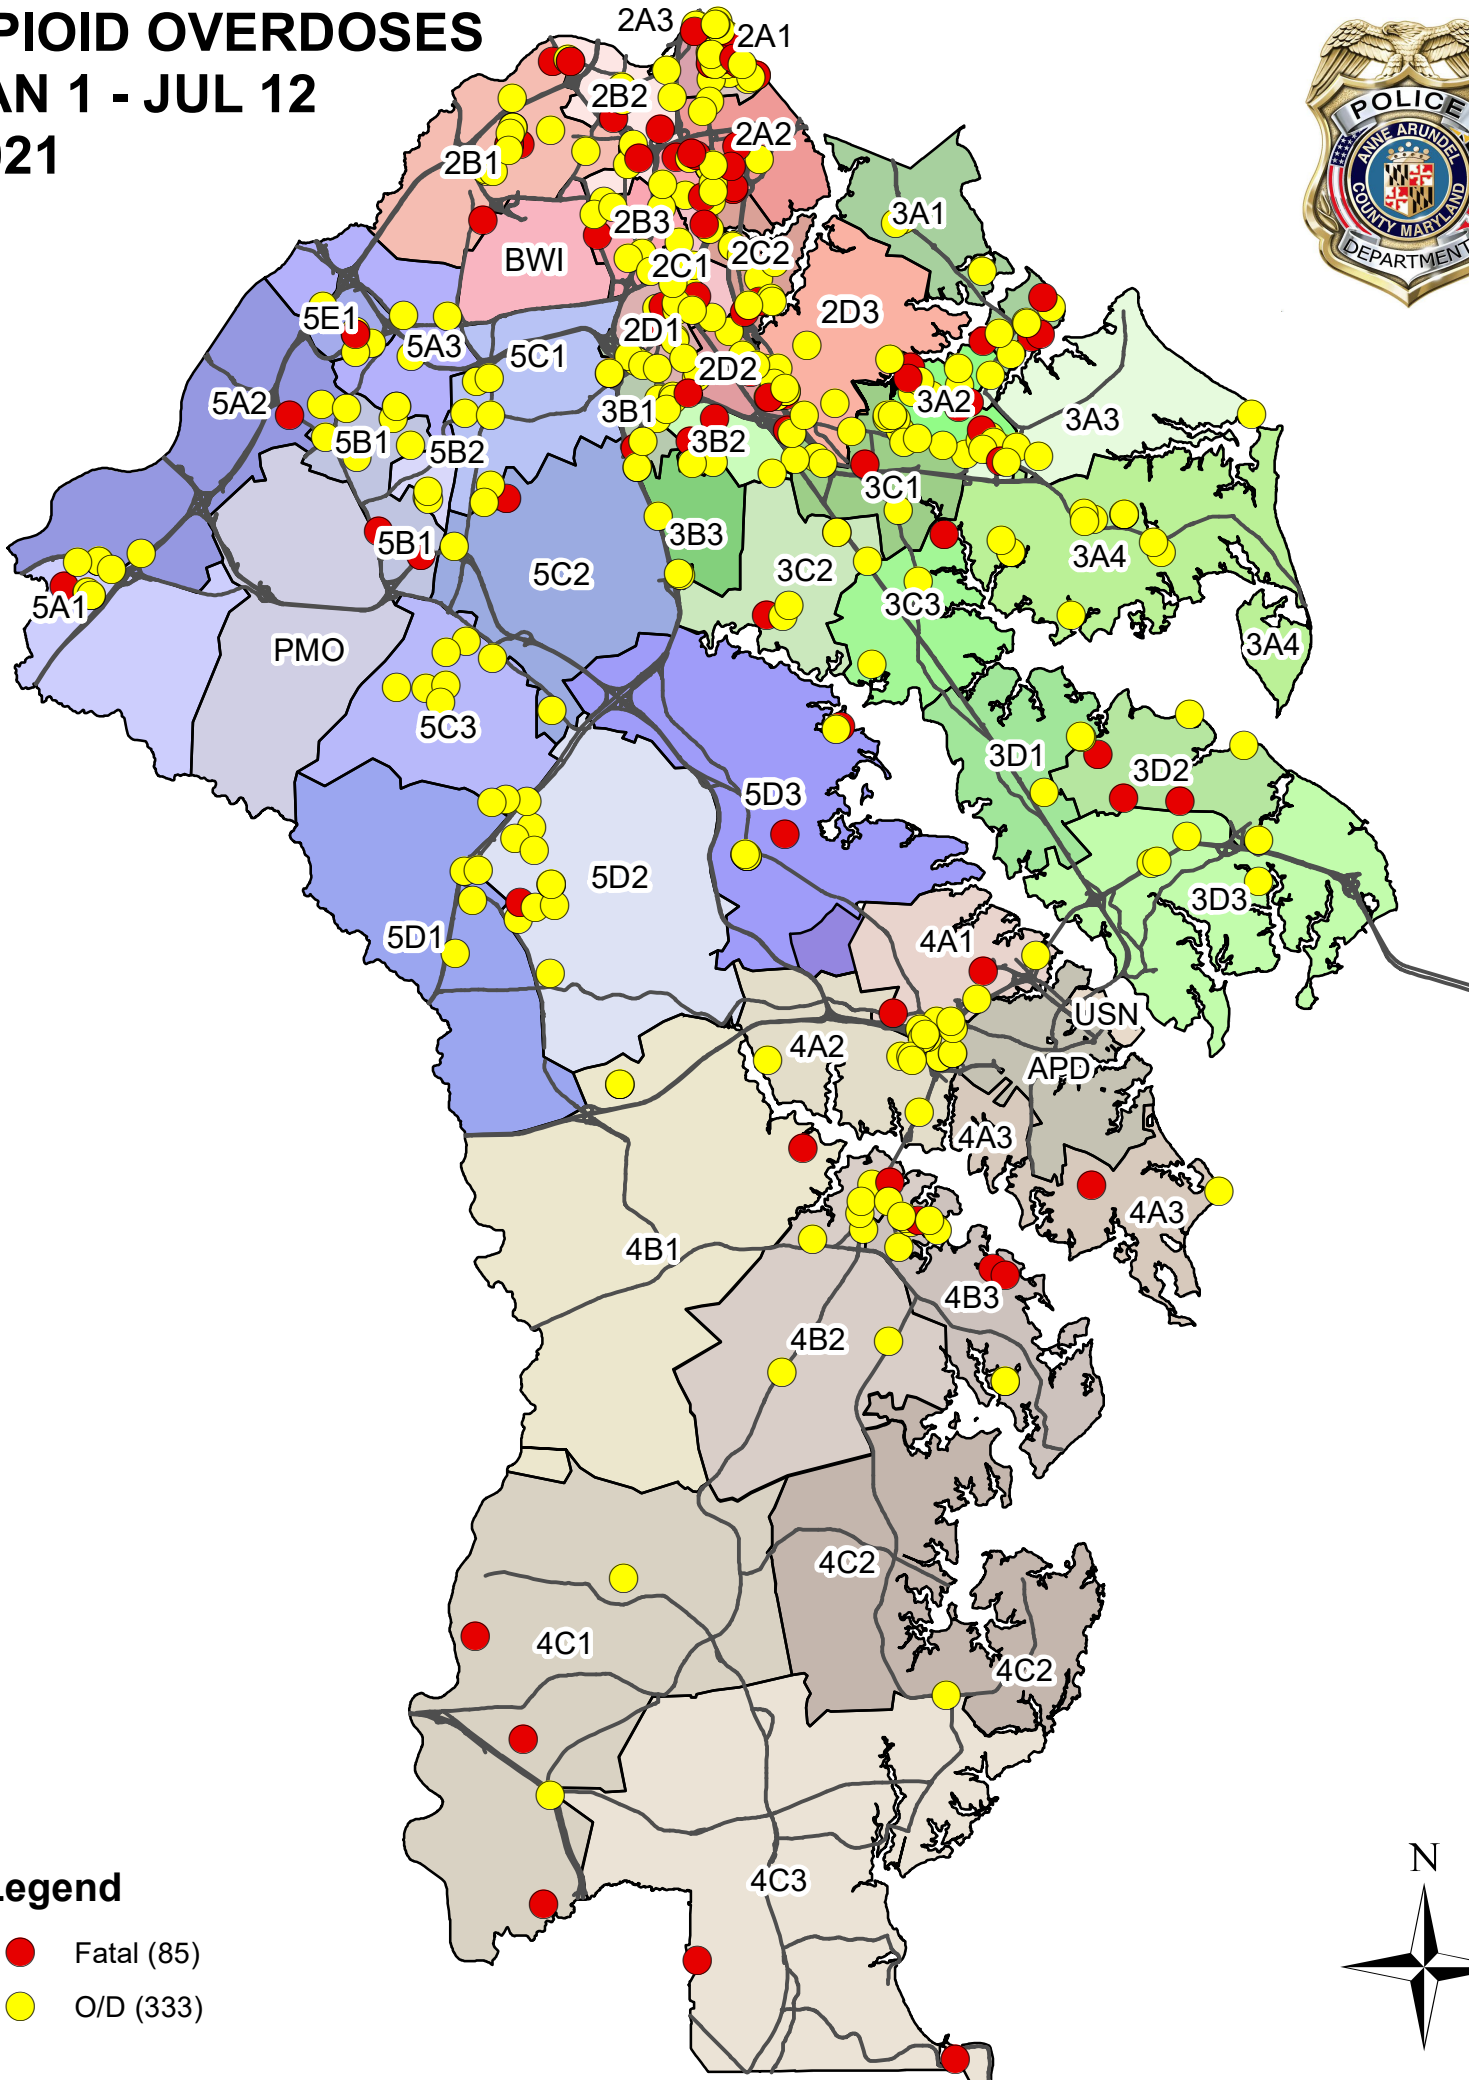 PIOID OVERDOSES
AN 1 - JUL 12
021
POLICE
ANNE ARUNDEL
COUNTY MARYLAND
DEPARTMENT
2A3
2A1
2B2
2A2
2B1
3A1
2B3
BWI
2C1
2C2
5E1
2D1
2D3
5A3
5C1
2D2
5A2
3B1
3A2
3A3
5B1
5B2
3B2
3C1
5B1
3B3
3A4
5C2
3C2
5A1
3C3
PMO
3A4
5C3
3D1
3D2
5D3
5D2
3D3
5D1
4A1
USN
4A2
APD
4A3
4A3
4B1
4B3
4B2
4C2
4C1
4C2
4C3
Legend
Fatal (85)
O/D (333)
N